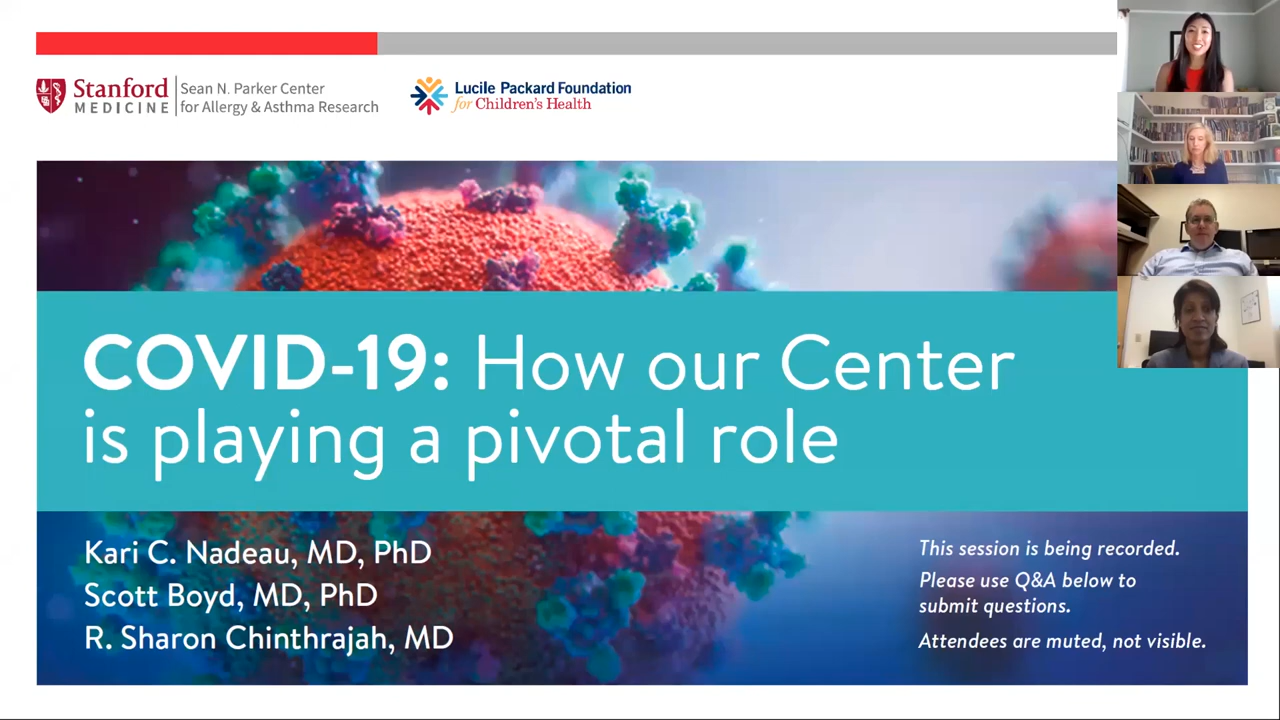 Stanford
MEDICINE
Sean N. Parker Center
for Allergy & Asthma Research
Lucile Packard Foundation
for Children's Health
COVID-19: How our Center
is playing a pivotal role
Kari C. Nadeau, MD, PhD
Scott Boyd, MD, PhD
R. Sharon Chinthrajah, MD
This session is being recorded.
Please use Q&A below to
submit questions.
Attendees are muted, not visible.